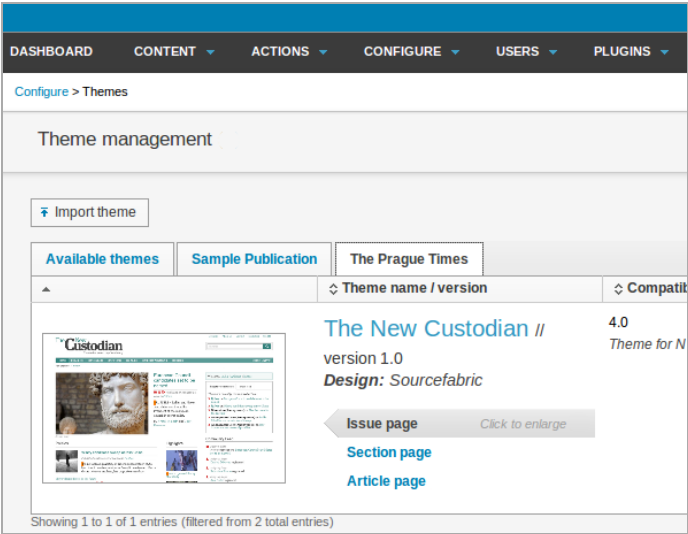 DASHBOARD CONTENT ACTIONS CONFIGURE USERS PLUGINS
Configure > Themes
Theme management
Import theme
Available themes Sample Publication The Prague Times
Theme name / version
The New Custodian //
version 1.0
Design: Sourcefabric
4.0
Theme for N
Custodian
Issue page Click to enlarge
Section page
Article page
Showing 1 to 1 of 1 entries (filtered from 2 total entries)